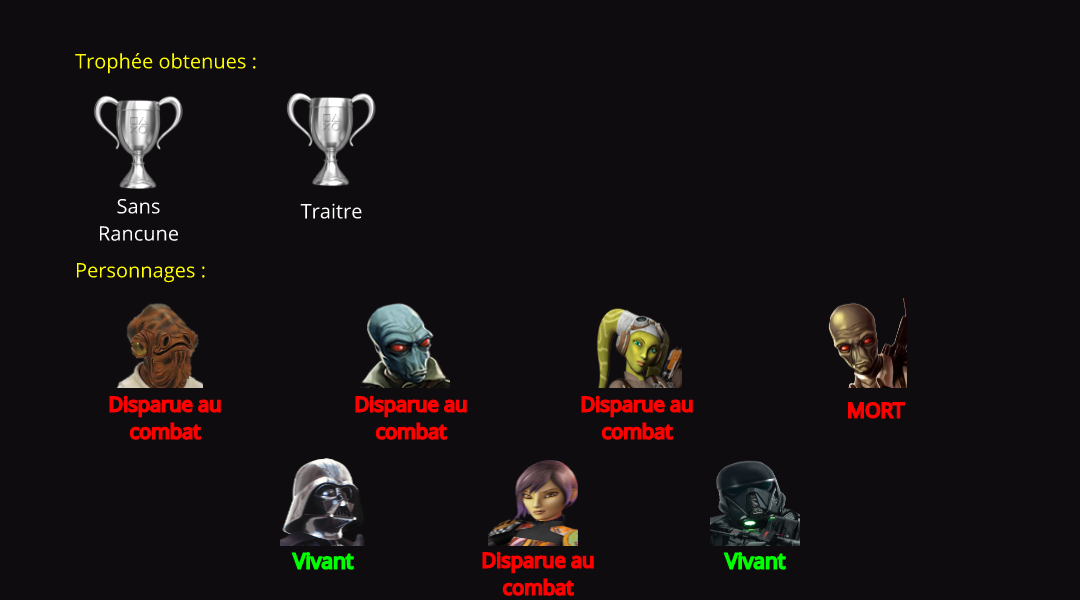 Trophée obtenues :
Sans
Rancune
Traitre
Personnages :
Disparue au
combat
Disparue au
combat
Disparue au
combat
MORT
Vivant
Disparue au
combat
Vivant